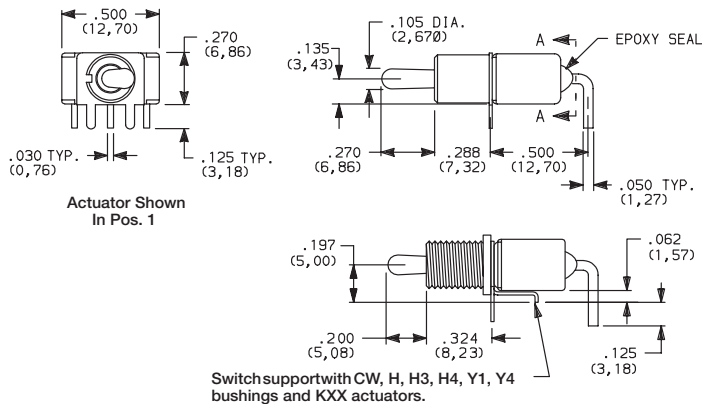 .500
(12,70)
.270
(6,86)
.030 TYP.
(0,76)
.125 TYP.
(3,18)
Actuator Shown
In Pos. 1
.105 DIA.
(2,67Ø)
.135
(3,43)
A
A
EPOXY SEAL
.270
(6,86)
.288
(7,32)
.500
(12,70)
.050 TYP.
(1,27)
.197
(5,00)
.062
(1,57)
.200
(5,08)
.324
(8,23)
.125
(3,18)
Switch support with CW, H, H3, H4, Y1, Y4
bushings and KXX actuators.